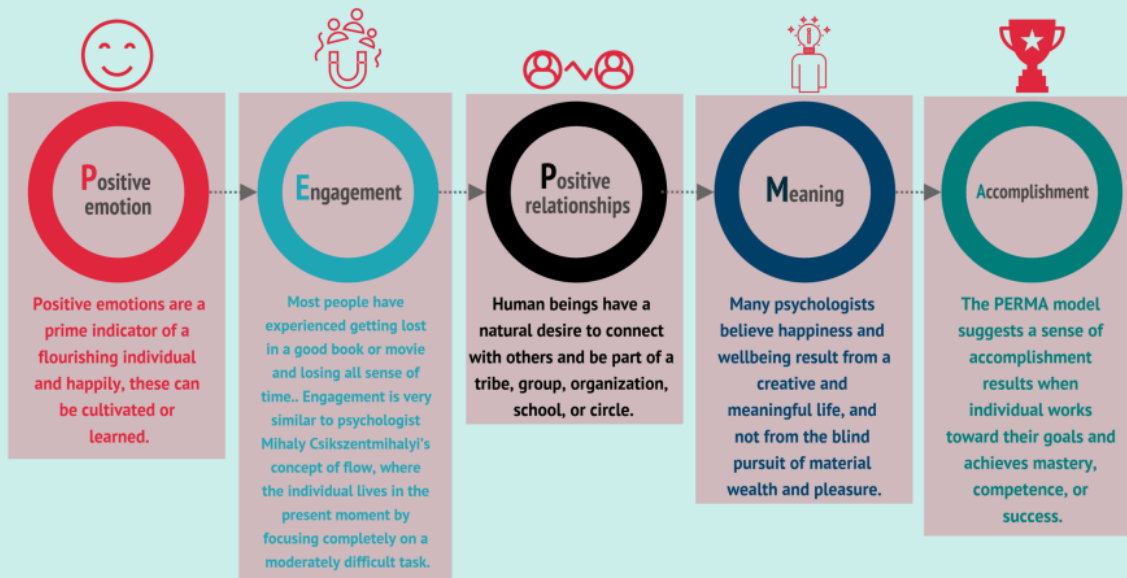 Positive
emotion
Positive emotions are a
prime indicator of a
flourishing individual
and happily, these can
be cultivated or
learned.
Engagement
Most people have
experienced getting lost
in a good book or movie
and losing all sense of
time.. Engagement is very
similar to psychologist
Mihaly Csikszentmihalyi's
concept of flow, where
the individual lives in the
present moment by
focusing completely on a
moderately difficult task.
Positive
relationships
Human beings have a
natural desire to connect
with others and be part of a
tribe, group, organization,
school, or circle.
Meaning
Many psychologists
believe happiness and
wellbeing result from a
creative and
meaningful life, and
not from the blind
pursuit of material
wealth and pleasure.
Accomplishment
The PERMA model
suggests a sense of
accomplishment
results when
individual works
toward their goals and
achieves mastery,
competence, or
success.